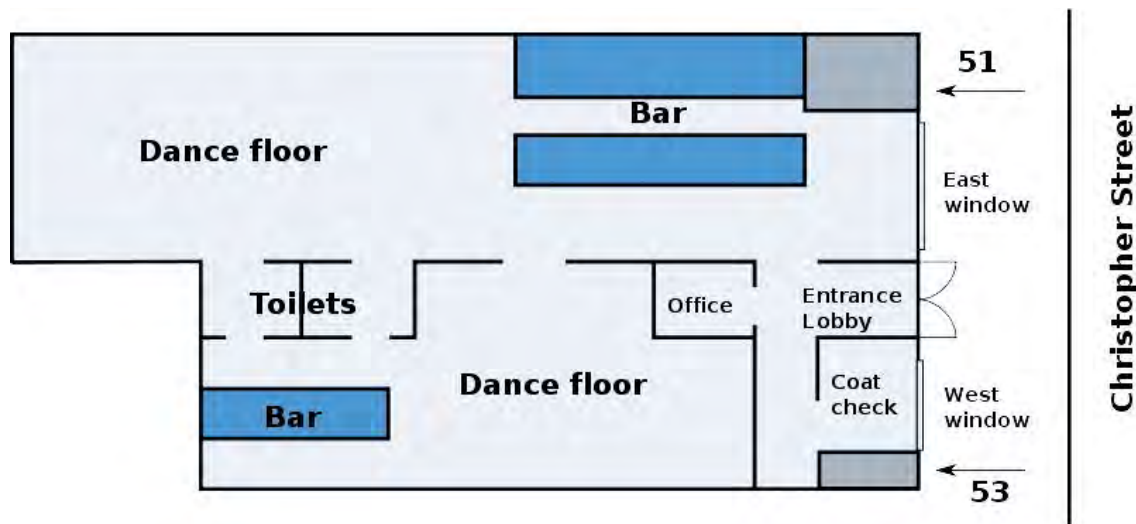 51
Bar
Dance floor
East
window
Christopher Street
Toilets
Office
Entrance
Lobby
Dance floor
Coat
check
West
window
Bar
53